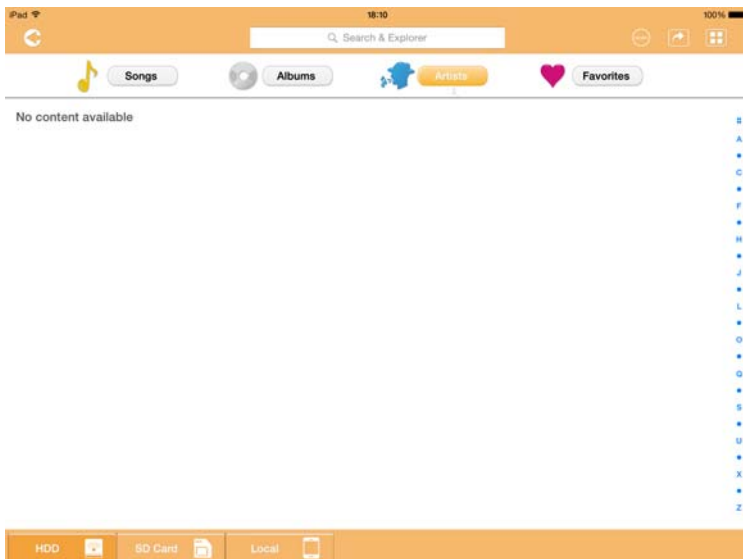 iPad 18:10 100%
Search & Explorer
Songs Albums Artists Favorites
No content available
#
A
C
F
H
J
L
O
Q
S
U
X
Z
HDD SD Card Local